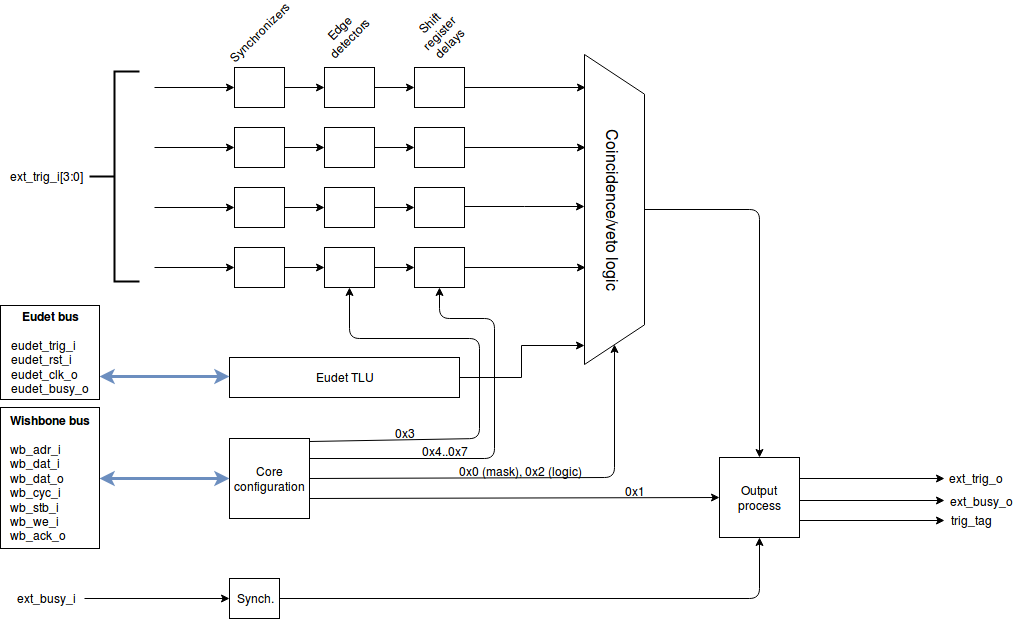 Synchronizers
Edge
detectors
Shift
register
delays
ext_trig_i[3:0]
Coincidence/veto logic
Eudet bus
eudet_trig_i
eudet_rst_i
eudet_clk_o
eudet_busy_o
Eudet TLU
Wishbone bus
wb_adr_i
wb_dat_i
wb_dat_o
wb_cyc_i
wb_stb_i
wb_we_i
wb_ack_o
Core
configuration
0x3
0x4..0x7
0x0 (mask), 0x2 (logic)
0x1
Output
process
ext_trig_o
ext_busy_o
trig_tag
ext_busy_i
Synch.